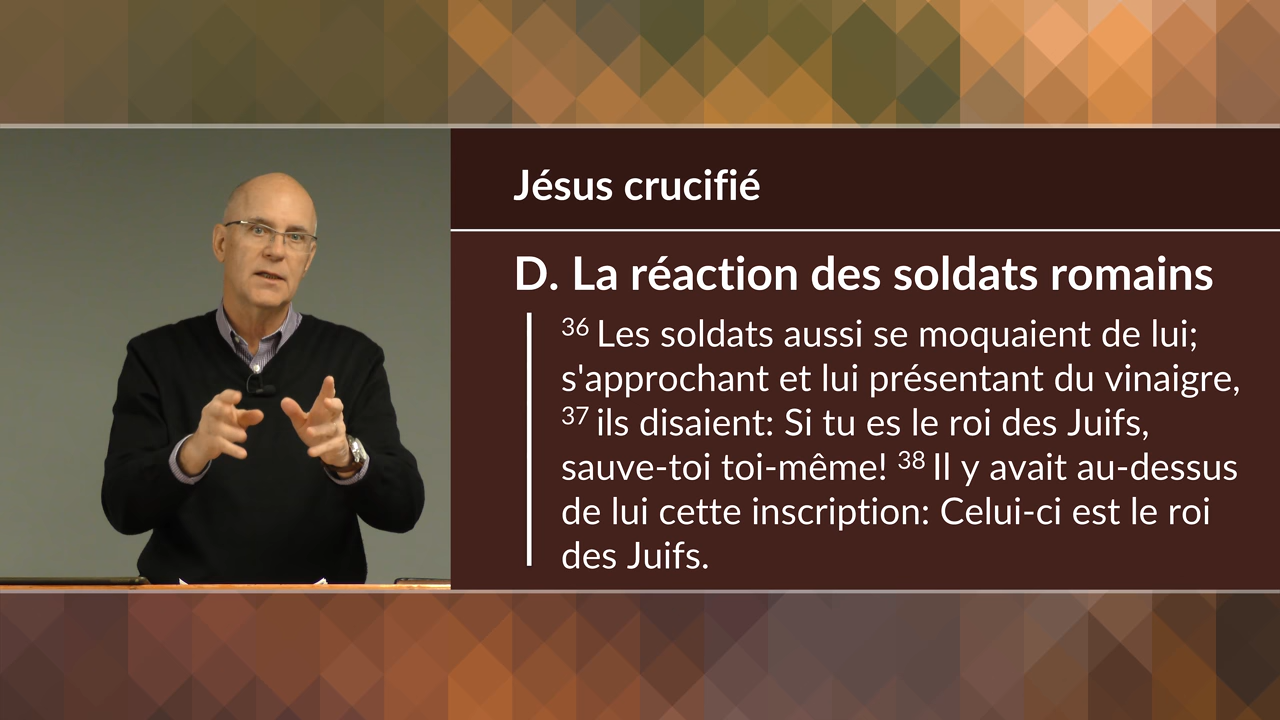 Jésus crucifié
D. La réaction des soldats romains
36 Les soldats aussi se moquaient de lui;
s'approchant et lui présentant du vinaigre,
37 ils disaient: Si tu es le roi des Juifs,
sauve-toi toi-même! 38 Il y avait au-dessus
de lui cette inscription: Celui-ci est le roi
des Juifs.